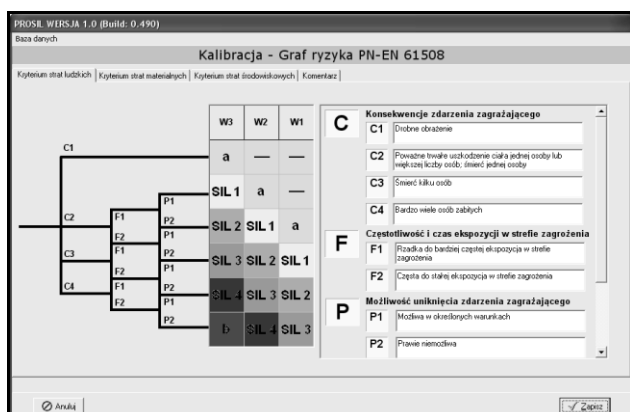 PROSIL WERSJA 1.0 (Build: 0.490)
Baza danych
Kalibracja - Graf ryzyka PN-EN 61508
Kryterium strat ludzkich Kryterium strat materialnych Kryterium strat środowiskowych Komentarz
W3 W2 W1
C1
a — —
P1
SIL 1 a —
C2 F1 P2
SIL 2 SIL 1 a
F2 P1
C3 F1 P2
SIL 3 SIL 2 SIL 1
F2 P1
C4 F1 P2
SIL 4 SIL 3 SIL 2
F2 P1
P2
b SIL 4 SIL 3
C Konsekwencje zdarzenia zagrażającego
C1 Drobne obrażenie
C2 Poważne trwałe uszkodzenie ciała jednej osoby lub
większej liczby osób; śmierć jednej osoby
C3 Śmierć kilku osób
C4 Bardzo wiele osób zabitych
F Częstotliwość i czas ekspozycji w strefie zagrożenia
F1 Rzadka do bardziej częstej ekspozycja w strefie
zagrożenia
F2 Częsta do stałej ekspozycja w strefie zagrożenia
P Możliwość uniknięcia zdarzenia zagrażającego
P1 Możliwa w określonych warunkach
P2 Prawie niemożliwa
Anuluj
Zapisz